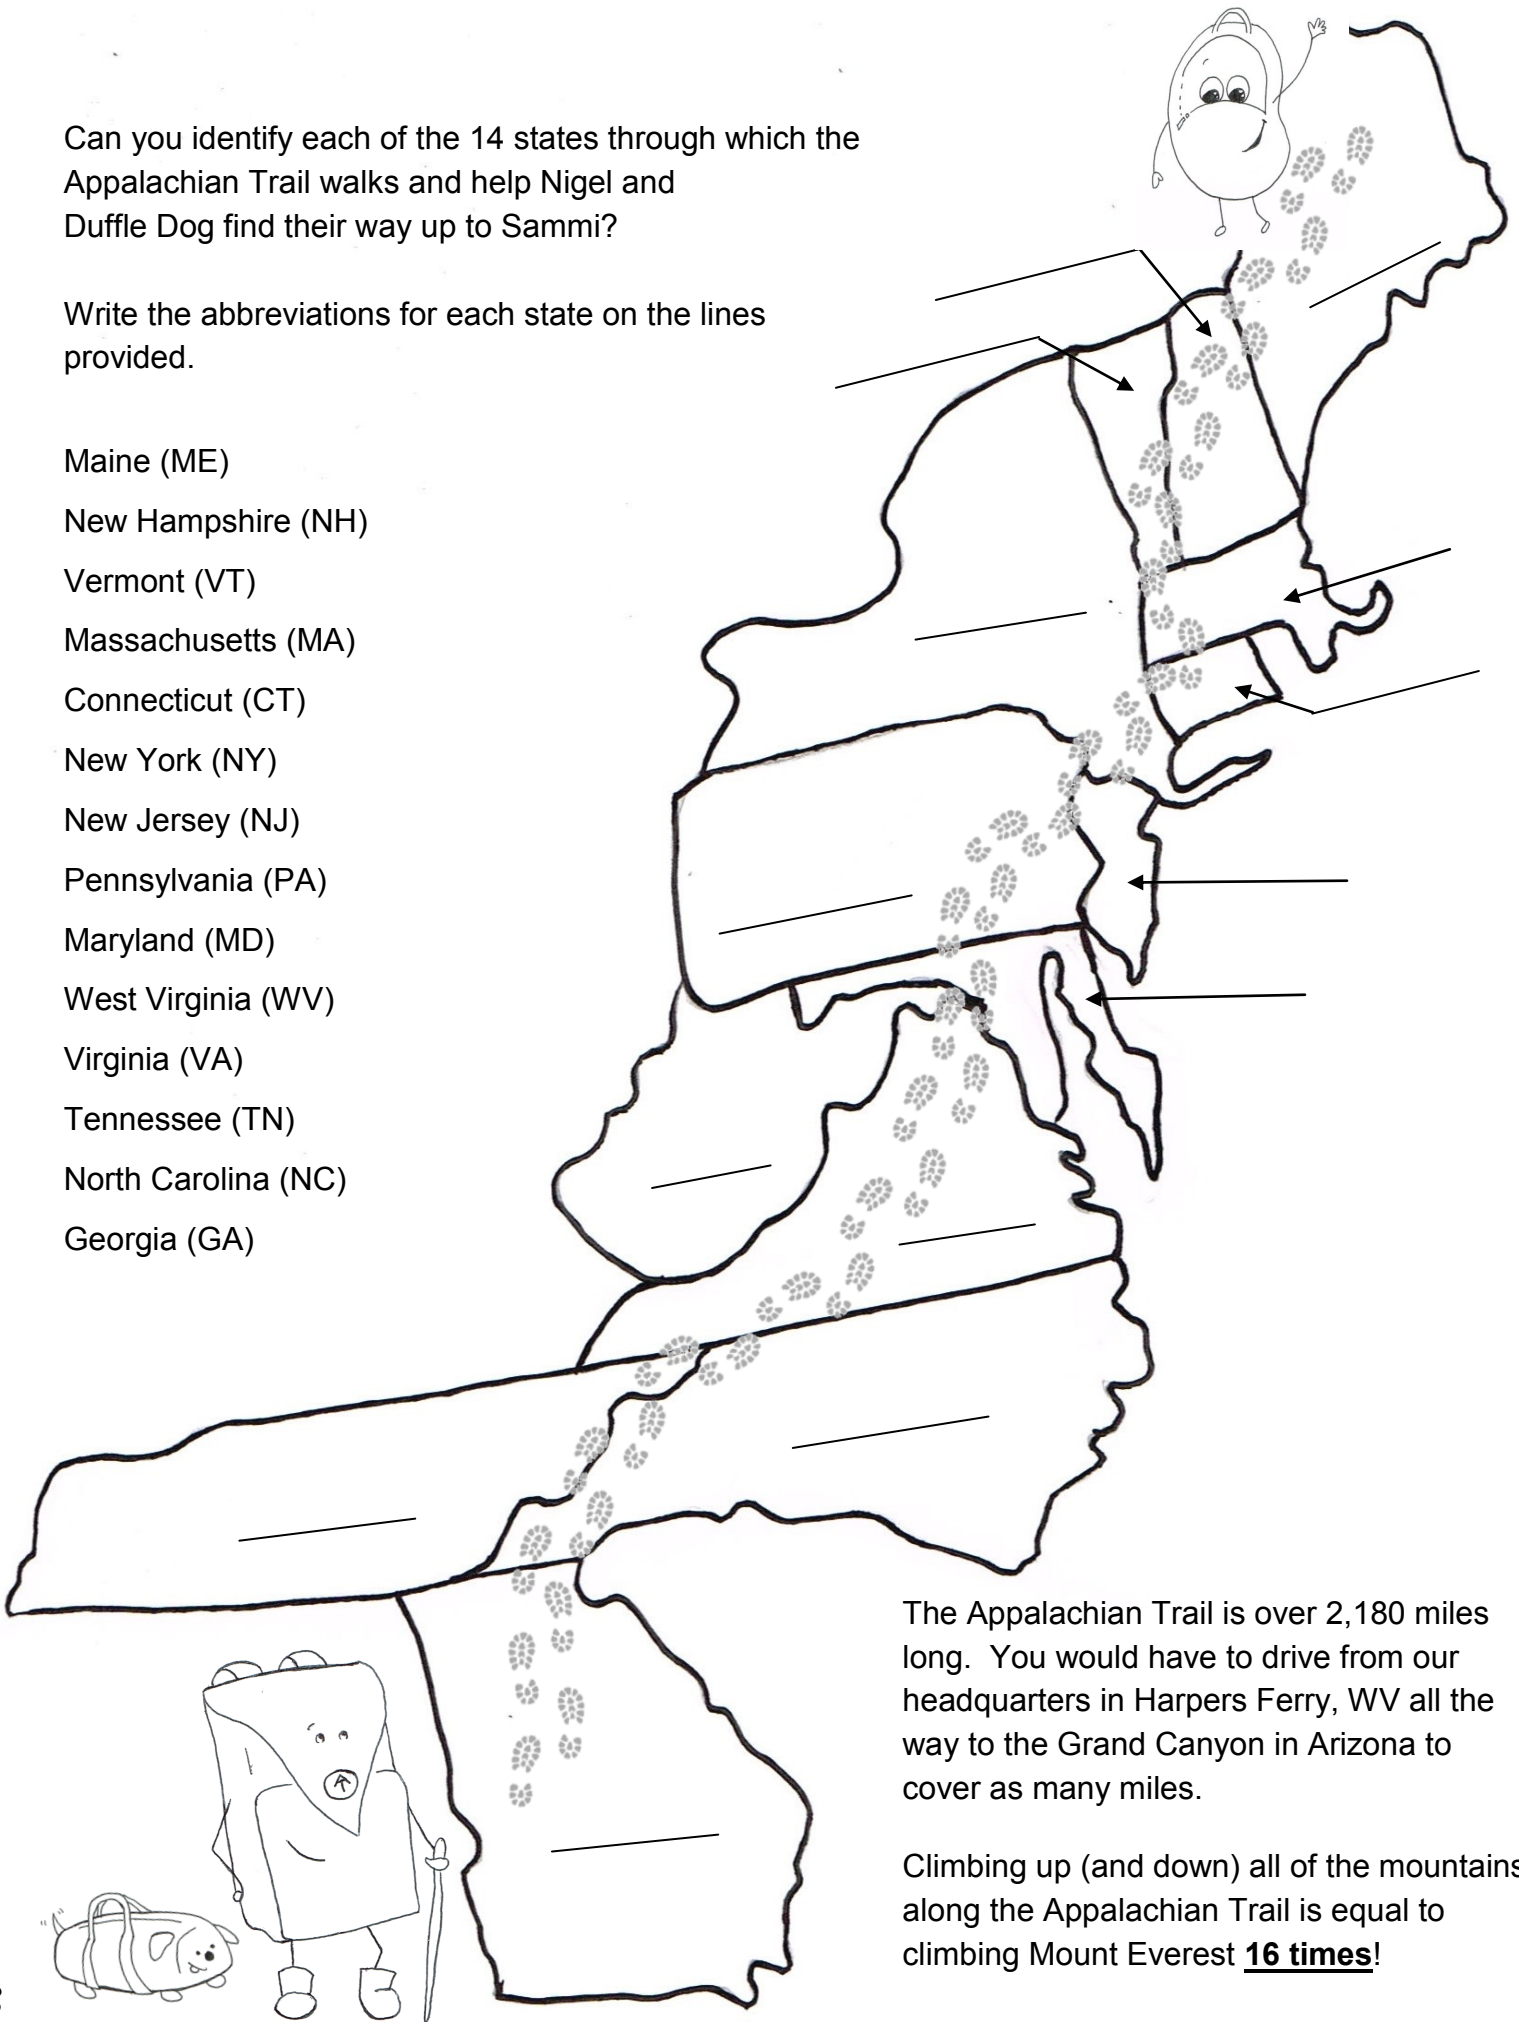 Can you identify each of the 14 states through which the
Appalachian Trail walks and help Nigel and
Duffle Dog find their way up to Sammi?
Write the abbreviations for each state on the lines
provided.
Maine (ME)
New Hampshire (NH)
Vermont (VT)
Massachusetts (MA)
Connecticut (CT)
New York (NY)
New Jersey (NJ)
Pennsylvania (PA)
Maryland (MD)
West Virginia (WV)
Virginia (VA)
Tennessee (TN)
North Carolina (NC)
Georgia (GA)
The Appalachian Trail is over 2,180 miles
long. You would have to drive from our
headquarters in Harpers Ferry, WV all the
way to the Grand Canyon in Arizona to
cover as many miles.
Climbing up (and down) all of the mountains
along the Appalachian Trail is equal to
climbing Mount Everest 16 times!